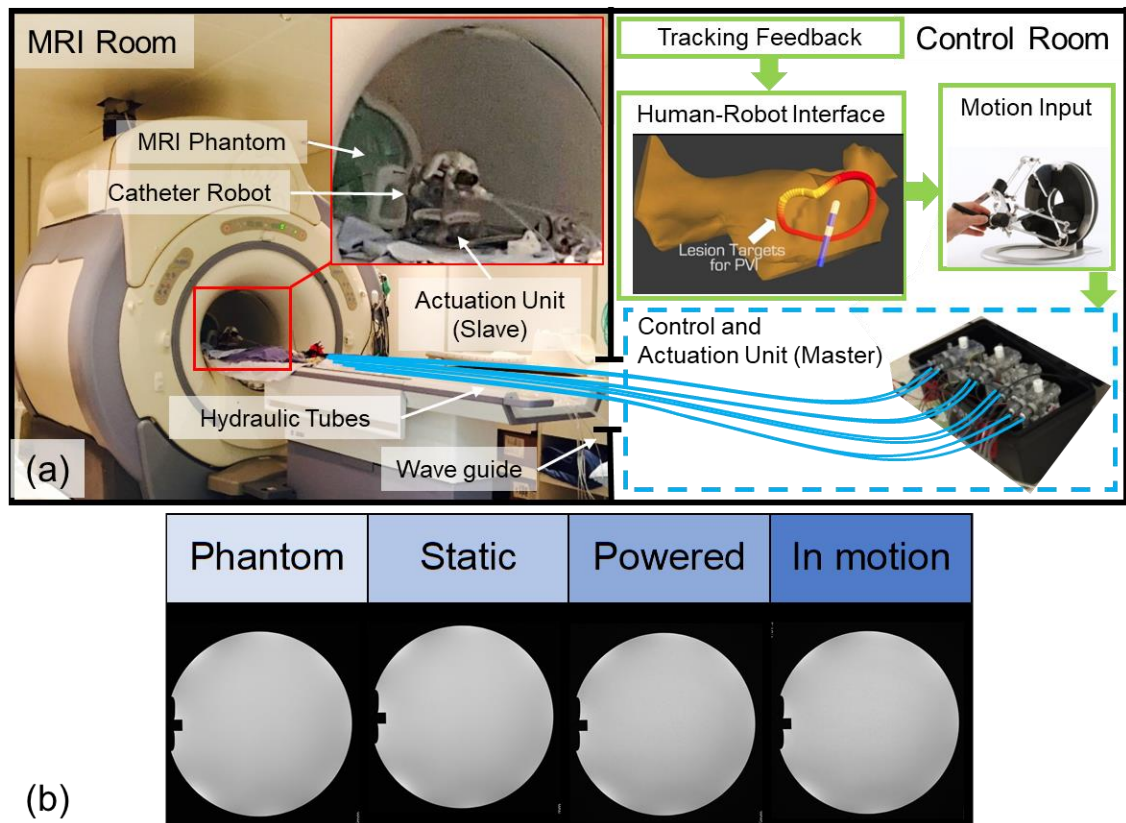 MRI Room
MRI Phantom
Catheter Robot
Actuation Unit
(Slave)
Hydraulic Tubes
Wave guide
(a)
Tracking Feedback
Control Room
Human-Robot Interface
Lesion Targets
for PVI
Motion Input
Control and
Actuation Unit (Master)
Phantom
Static
Powered
In motion
(b)